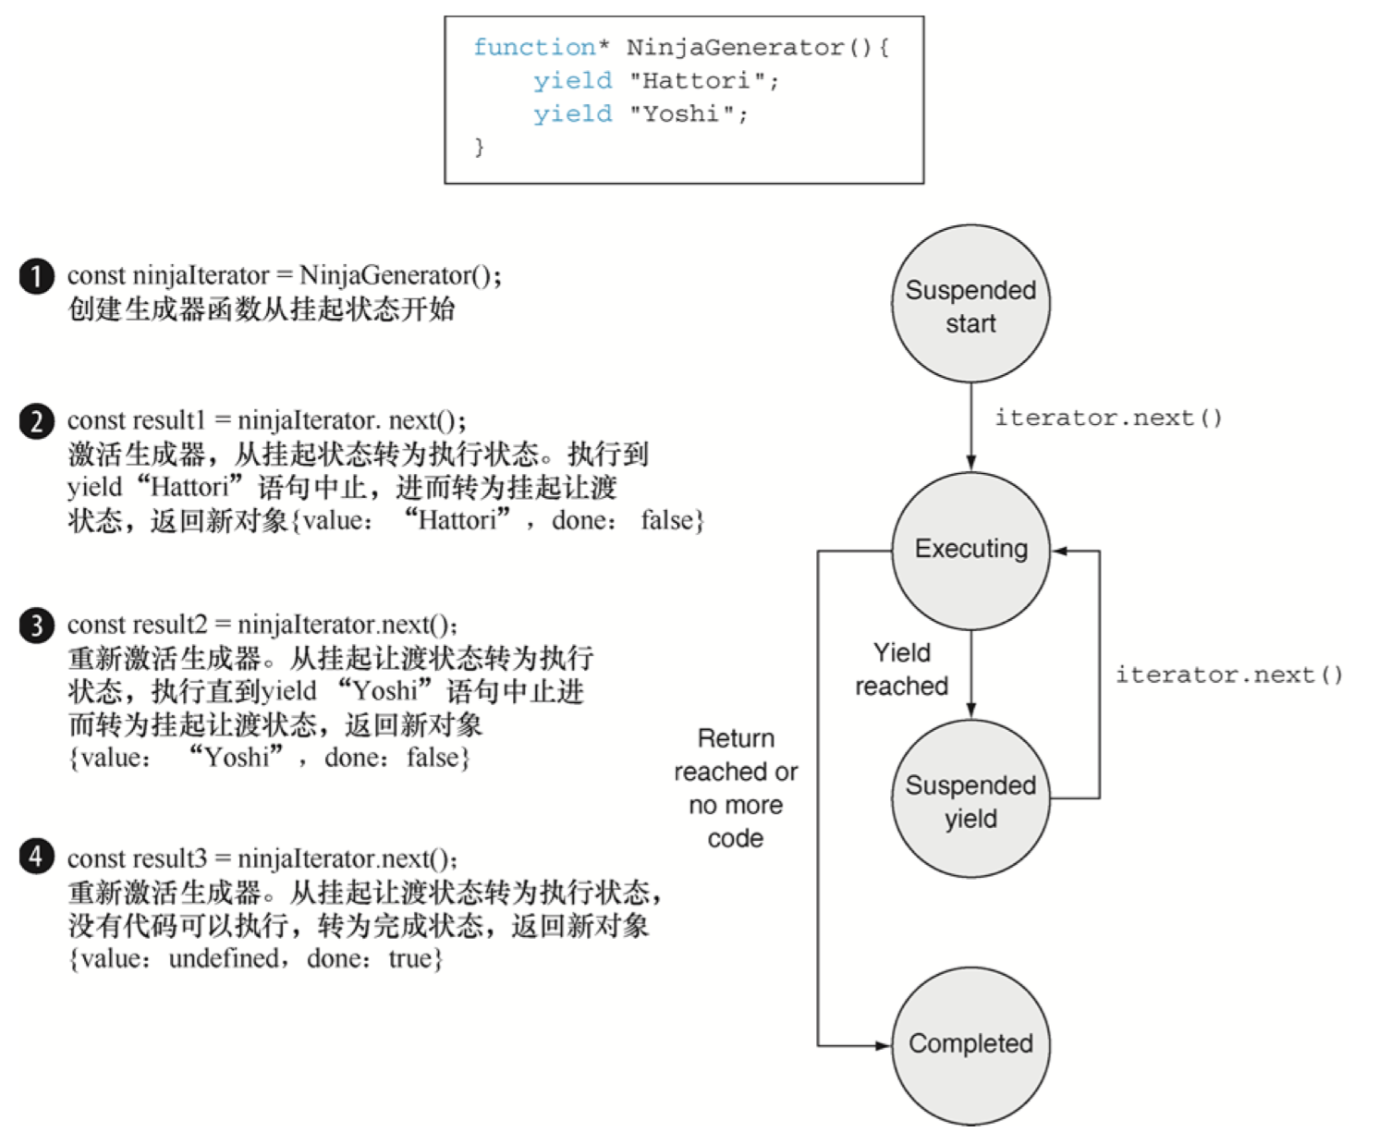 function* NinjaGenerator(){
yield "Hattori";
yield "Yoshi";
}
1 const ninjaIterator = NinjaGenerator();
创建生成器函数从挂起状态开始
2 const result1 = ninjaIterator. next();
激活生成器，从挂起状态转为执行状态。执行到
yield“Hattori”语句中止，进而转为挂起让渡
状态，返回新对象{value： “Hattori”，done： false}
3 const result2 = ninjaIterator.next();
重新激活生成器。从挂起让渡状态转为执行
状态，执行直到yield “Yoshi”语句中止进
而转为挂起让渡状态，返回新对象
{value： “Yoshi”，done：false}
4 const result3 = ninjaIterator.next();
重新激活生成器。从挂起让渡状态转为执行状态，
没有代码可以执行，转为完成状态，返回新对象
{value：undefined，done：true}
Suspended
start
iterator.next()
Executing
Yield
reached
iterator.next()
Return
reached or
no more
code
Suspended
yield
Completed